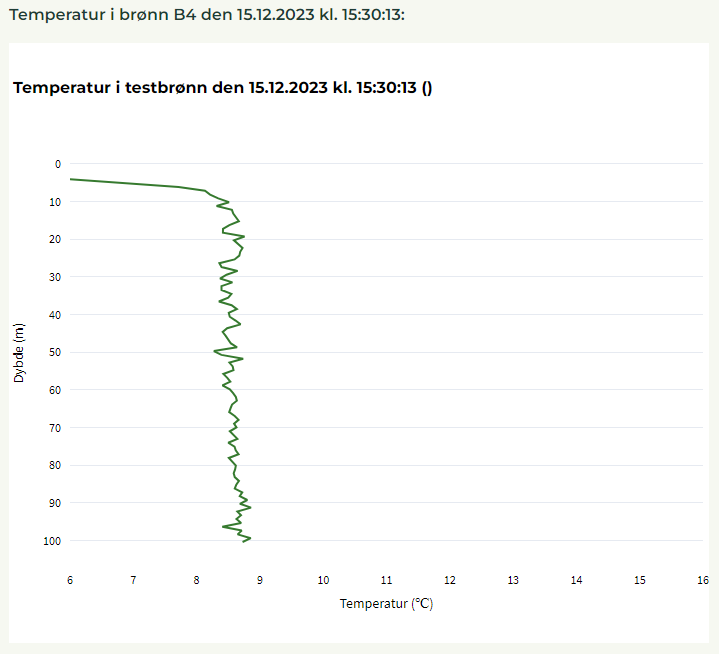 Temperatur i brønn B4 den 15.12.2023 kl. 15:30:13:
Temperatur i testbrønn den 15.12.2023 kl. 15:30:13 ()
0
10
20
30
40
50
60
70
80
90
100
Dybde (m)
6 7 8 9 10 11 12 13 14 15 16
Temperatur (°C)